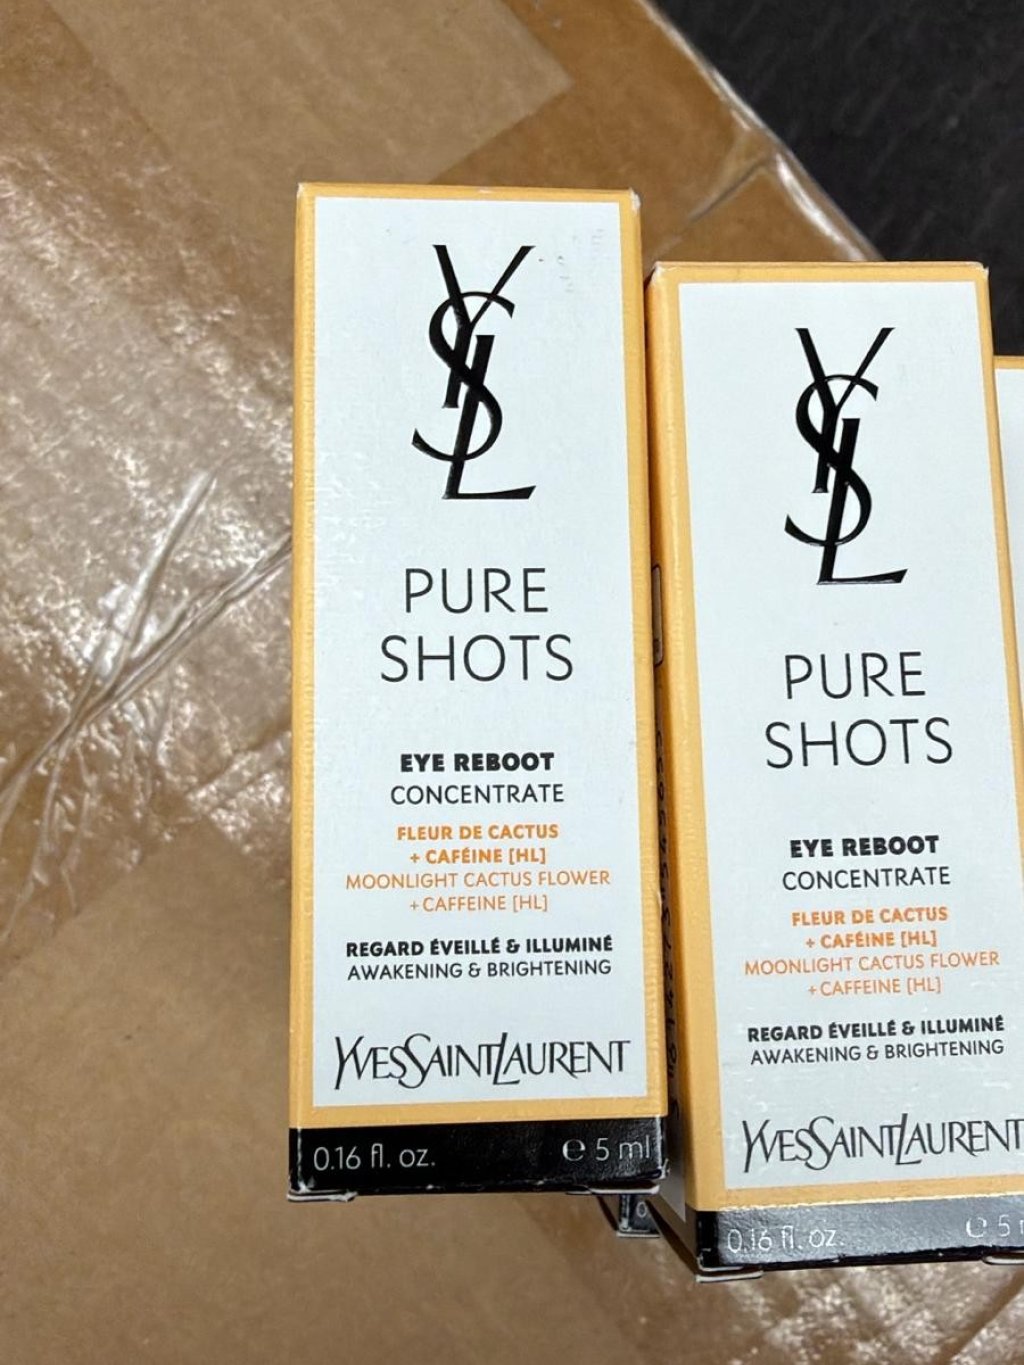 YSL
PURE
SHOTS
EYE REBOOT
CONCENTRATE
FLEUR DE CACTUS
+ CAFÉINE [HL]
MOONLIGHT CACTUS FLOWER
+ CAFFEINE [HL]
REGARD ÉVEILLÉ & ILLUMINÉ
AWAKENING & BRIGHTENING
YVESSAINTLAURENT
0.16 fl. oz. ℮ 5 ml
YSL
PURE
SHOTS
EYE REBOOT
CONCENTRATE
FLEUR DE CACTUS
+ CAFÉINE [HL]
MOONLIGHT CACTUS FLOWER
+ CAFFEINE [HL]
REGARD ÉVEILLÉ & ILLUMINÉ
AWAKENING & BRIGHTENING
YVESSAINTLAURENT
0.16 fl. oz. ℮ 5